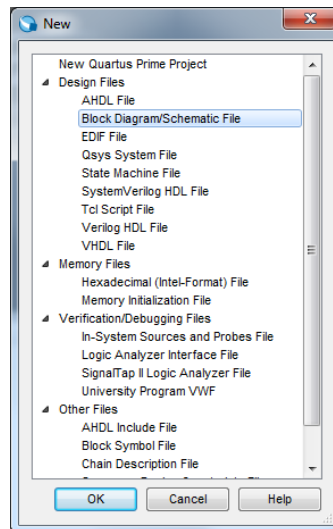 New
New Quartus Prime Project
Design Files
AHDL File
Block Diagram/Schematic File
EDIF File
Qsys System File
State Machine File
SystemVerilog HDL File
Tcl Script File
Verilog HDL File
VHDL File
Memory Files
Hexadecimal (Intel-Format) File
Memory Initialization File
Verification/Debugging Files
In-System Sources and Probes File
Logic Analyzer Interface File
SignalTap II Logic Analyzer File
University Program VWF
Other Files
AHDL Include File
Block Symbol File
Chain Description File
OK Cancel Help